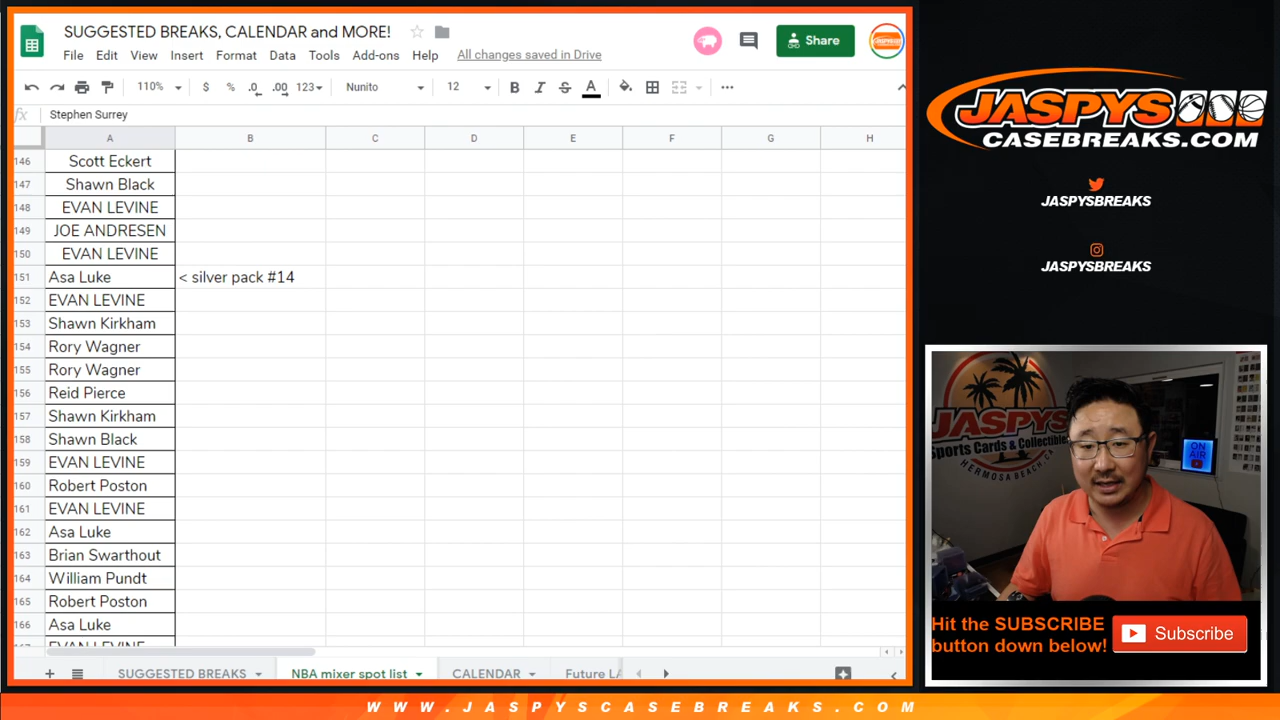 SUGGESTED BREAKS, CALENDAR and MORE!
File Edit View Insert Format Data Tools Add-ons Help All changes saved in Drive
Share
110% $ % .0 .00 123 Nunito 12 B I S A
fx Stephen Surrey
A B C D E F G H
146 Scott Eckert
147 Shawn Black
148 EVAN LEVINE
149 JOE ANDRESEN
150 EVAN LEVINE
151 Asa Luke < silver pack #14
152 EVAN LEVINE
153 Shawn Kirkham
154 Rory Wagner
155 Rory Wagner
156 Reid Pierce
157 Shawn Kirkham
158 Shawn Black
159 EVAN LEVINE
160 Robert Poston
161 EVAN LEVINE
162 Asa Luke
163 Brian Swarthout
164 William Pundt
165 Robert Poston
166 Asa Luke
EVAN LEVINE
SUGGESTED BREAKS NBA mixer spot list CALENDAR Future LA
JASPYS
CASEBREAKS.COM
JASPYSBREAKS
JASPYSBREAKS
JASPYS
Sports Cards & Collectibles
HERMOSA BEACH, CA
ON
AIR
Hit the SUBSCRIBE
button down below!
Subscribe
WWW.JASPYSCASEBREAKS.COM